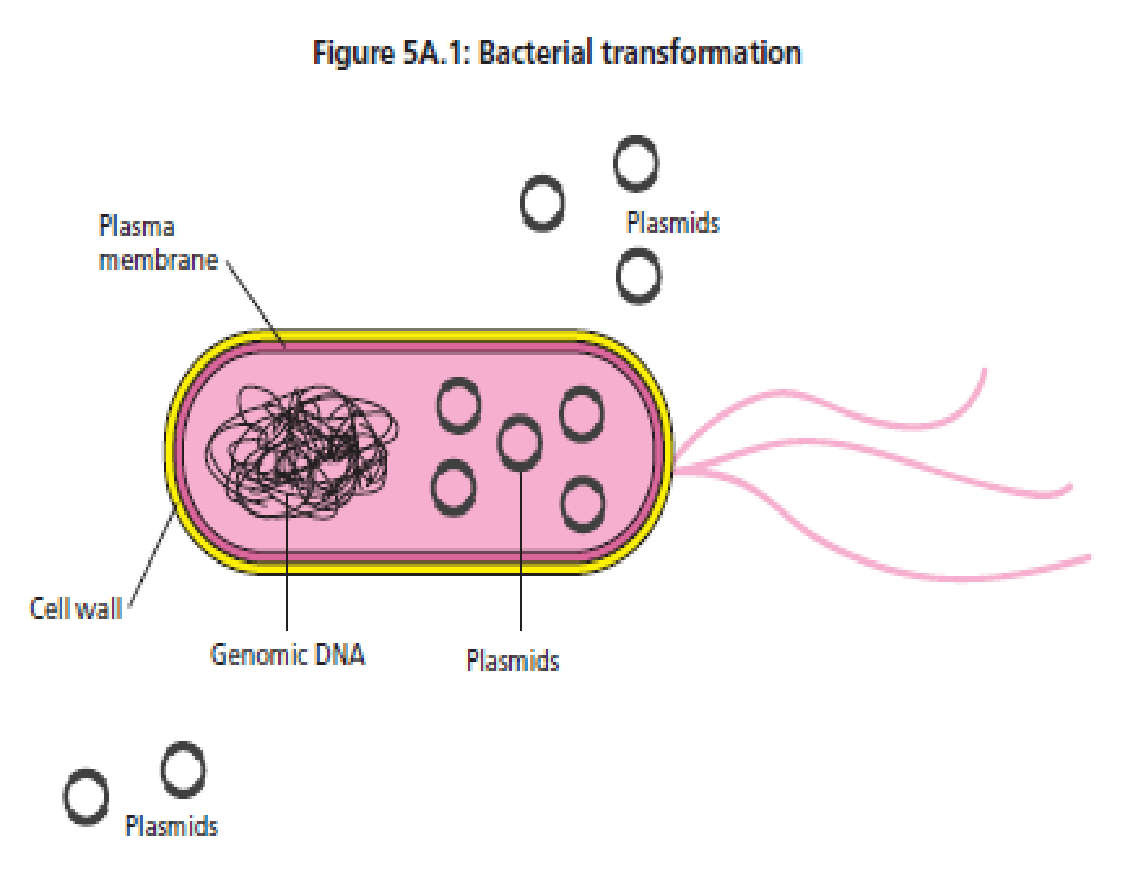 Figure 5A.1: Bacterial transformation
Plasmids
Plasma
membrane
Cell wall
Genomic DNA
Plasmids
Plasmids